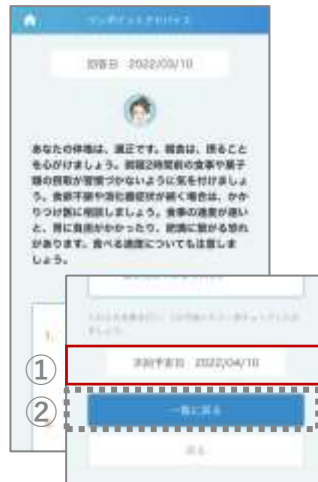 ワンポイントアドバイス
回答日 2022/03/10
あなたの体格は、適正です。朝食は、摂ること
を心がけましょう。就寝2時間前の食事や菓子
類の摂取が習慣づかないように気を付けましょ
う。食欲不振や消化器症状が続く場合は、かか
りつけ医に相談しましょう。食事の速度が速い
と、胃に負担がかかったり、肥満に繋がる恐れ
があります。食べる速度についても注意しま
しょう。
1.
① 次回予定日 2022/04/10
② 一覧に戻る
戻る